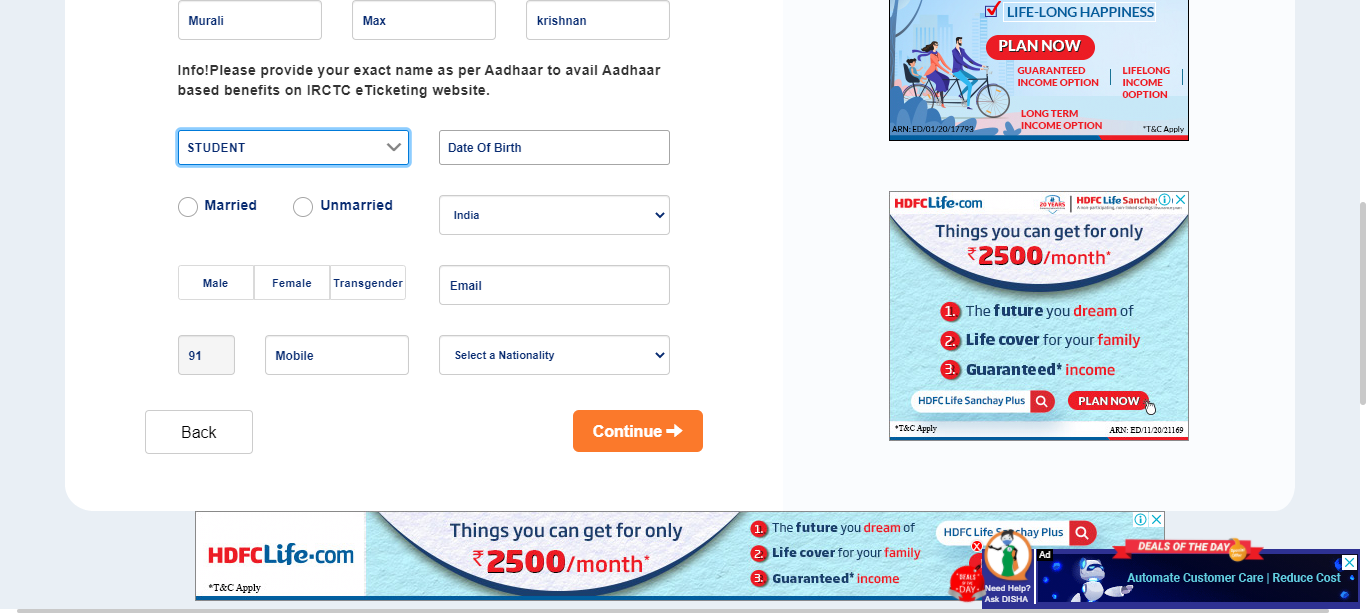 Murali
Max
krishnan
Info!Please provide your exact name as per Aadhaar to avail Aadhaar
based benefits on IRCTC eTicketing website.
STUDENT
Date Of Birth
Married
Unmarried
India
Male
Female
Transgender
Email
91
Mobile
Select a Nationality
Back
Continue
LIFE-LONG HAPPINESS
PLAN NOW
GUARANTEED
INCOME OPTION
LIFELONG
INCOME
0OPTION
LONG TERM
INCOME OPTION
ARN: ED/01/20/17793
*T&C Apply
HDFCLife.com
20 YEARS
HDFC Life Sanchay
Things you can get for only
₹2500/month*
1. The future you dream of
2. Life cover for your family
3. Guaranteed* income
HDFC Life Sanchay Plus
PLAN NOW
*T&C Apply
ARN: ED/11/20/21169
HDFCLife.com
*T&C Apply
Things you can get for only
₹2500/month*
1. The future you dream of
2. Life cover for your family
3. Guaranteed* income
HDFC Life Sanchay Plus
DEALS OF THE DAY
Need Help?
Ask DISHA
Ad
DEALS OF THE DAY
Automate Customer Care | Reduce Cost